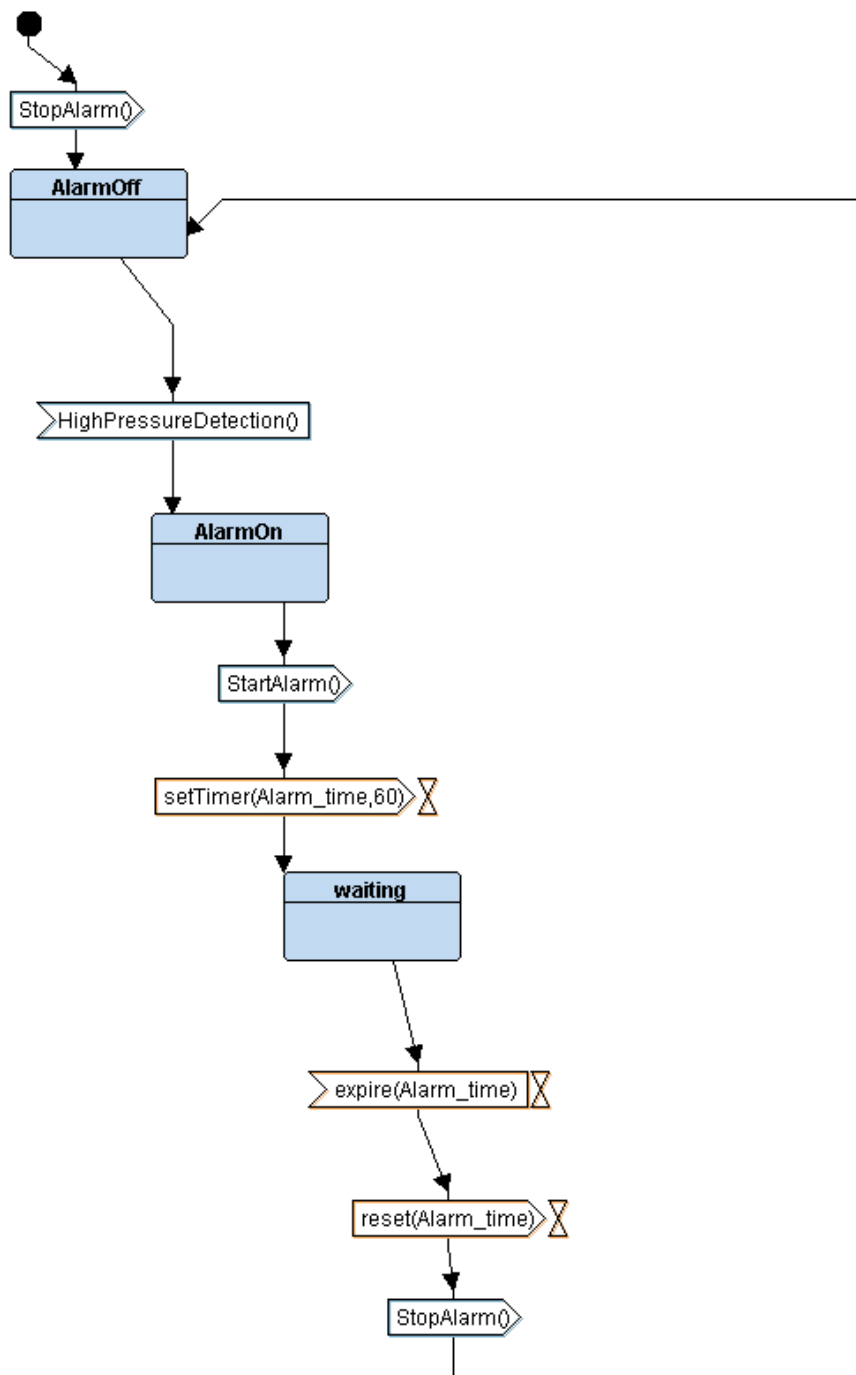 StopAlarm()
AlarmOff
HighPressureDetection()
AlarmOn
StartAlarm()
setTimer(Alarm_time,60)
waiting
expire(Alarm_time)
reset(Alarm_time)
StopAlarm()